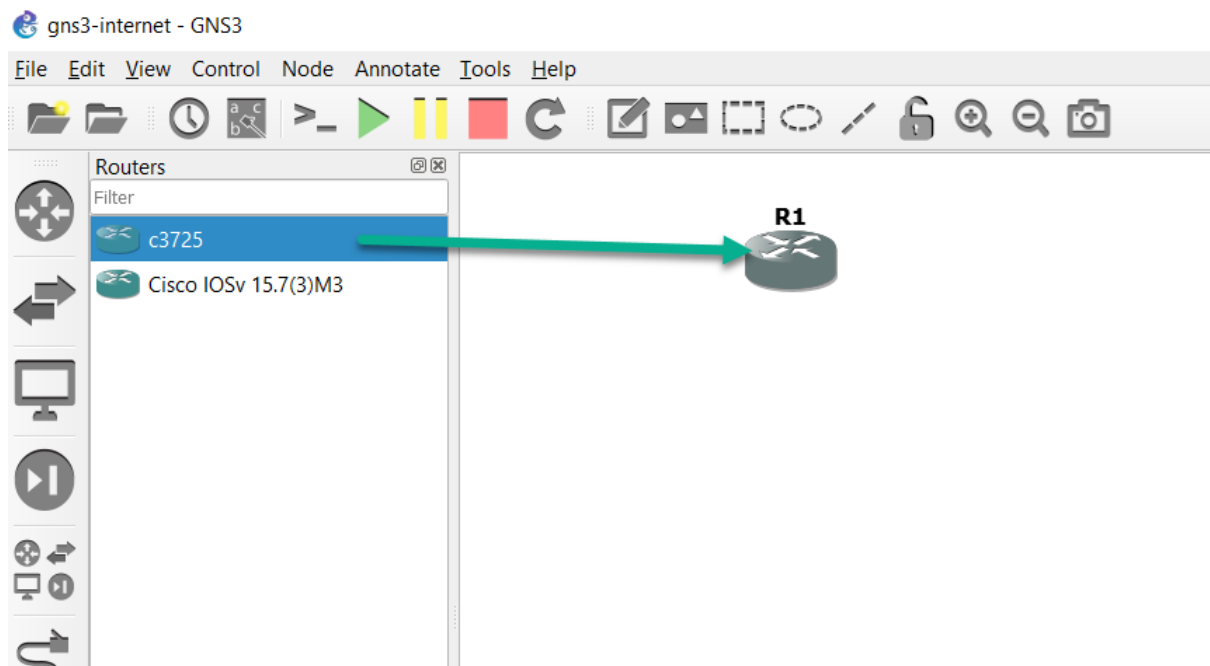 gns3-internet - GNS3
File Edit View Control Node Annotate Tools Help
a c
b
>_
Routers
Filter
R1
c3725
Cisco IOSv 15.7(3)M3